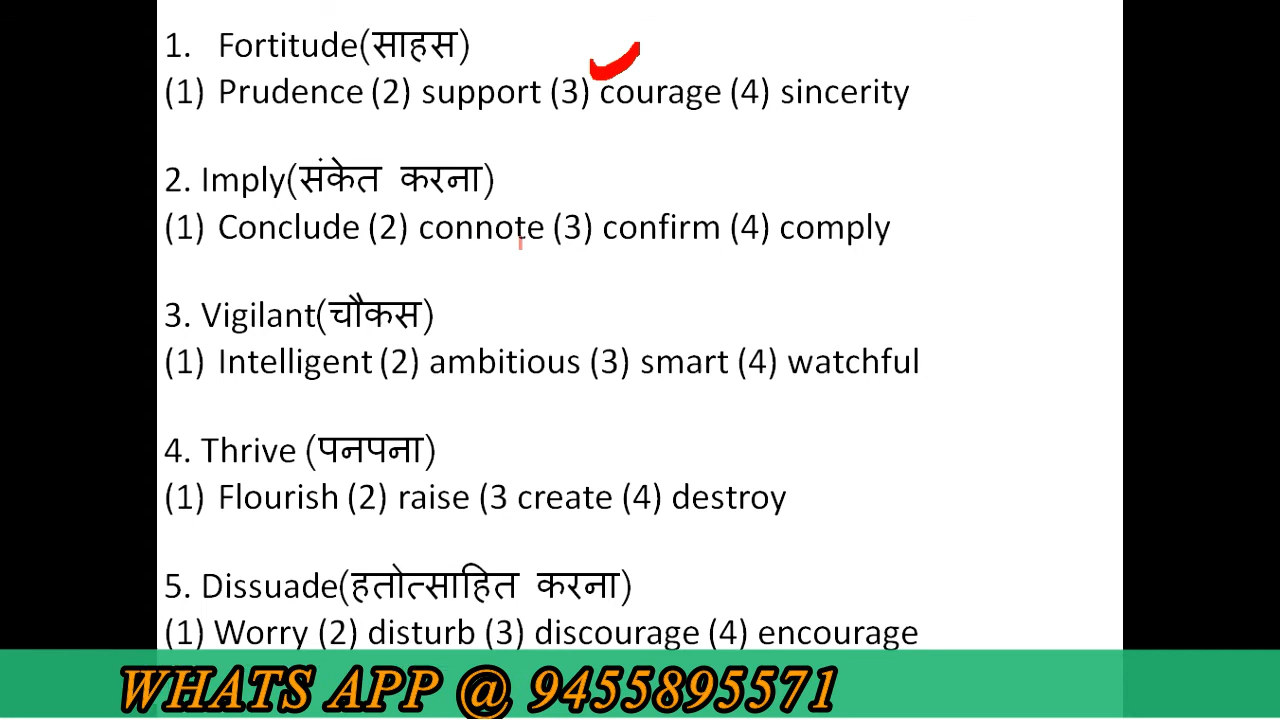 1. Fortitude(साहस)
(1) Prudence (2) support (3) courage (4) sincerity
2. Imply(संकेत करना)
(1) Conclude (2) connote (3) confirm (4) comply
3. Vigilant(चौकस)
(1) Intelligent (2) ambitious (3) smart (4) watchful
4. Thrive (पनपना)
(1) Flourish (2) raise (3 create (4) destroy
5. Dissuade(हतोत्साहित करना)
(1) Worry (2) disturb (3) discourage (4) encourage
WHATS APP @ 9455895571